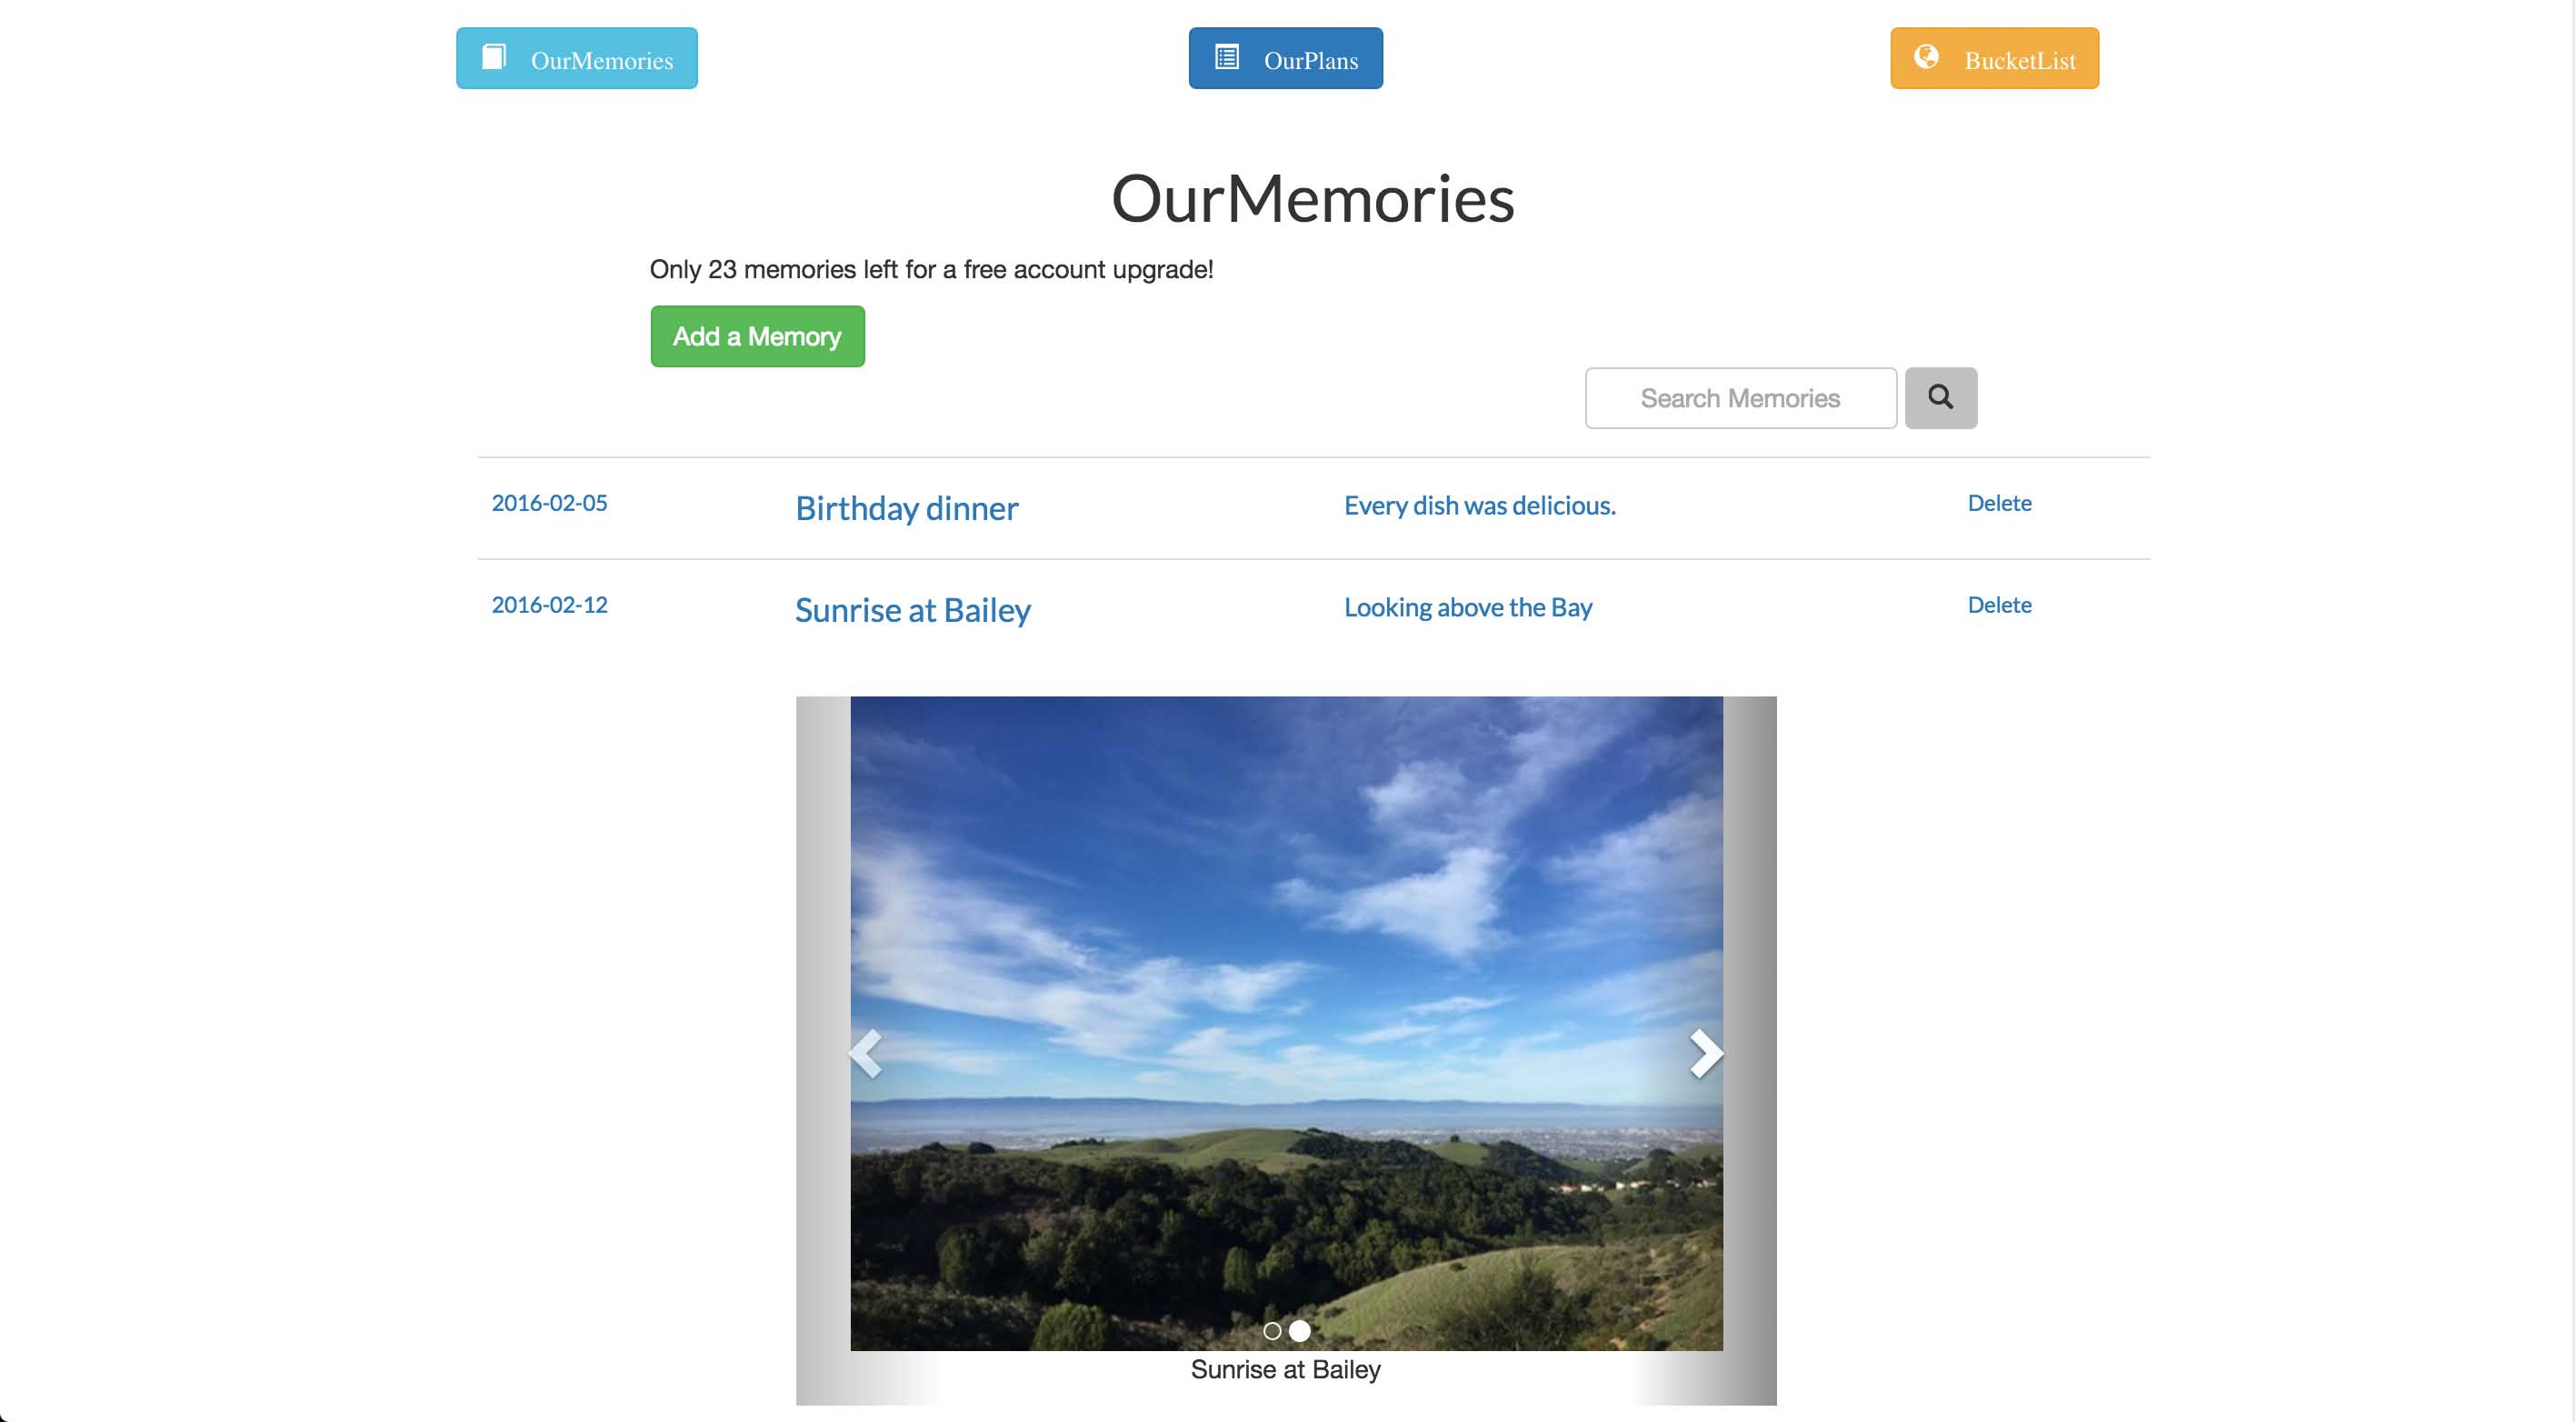 OurMemories
OurPlans
BucketList
OurMemories
Only 23 memories left for a free account upgrade!
Add a Memory
Search Memories
2016-02-05 Birthday dinner Every dish was delicious. Delete
2016-02-12 Sunrise at Bailey Looking above the Bay Delete
Sunrise at Bailey